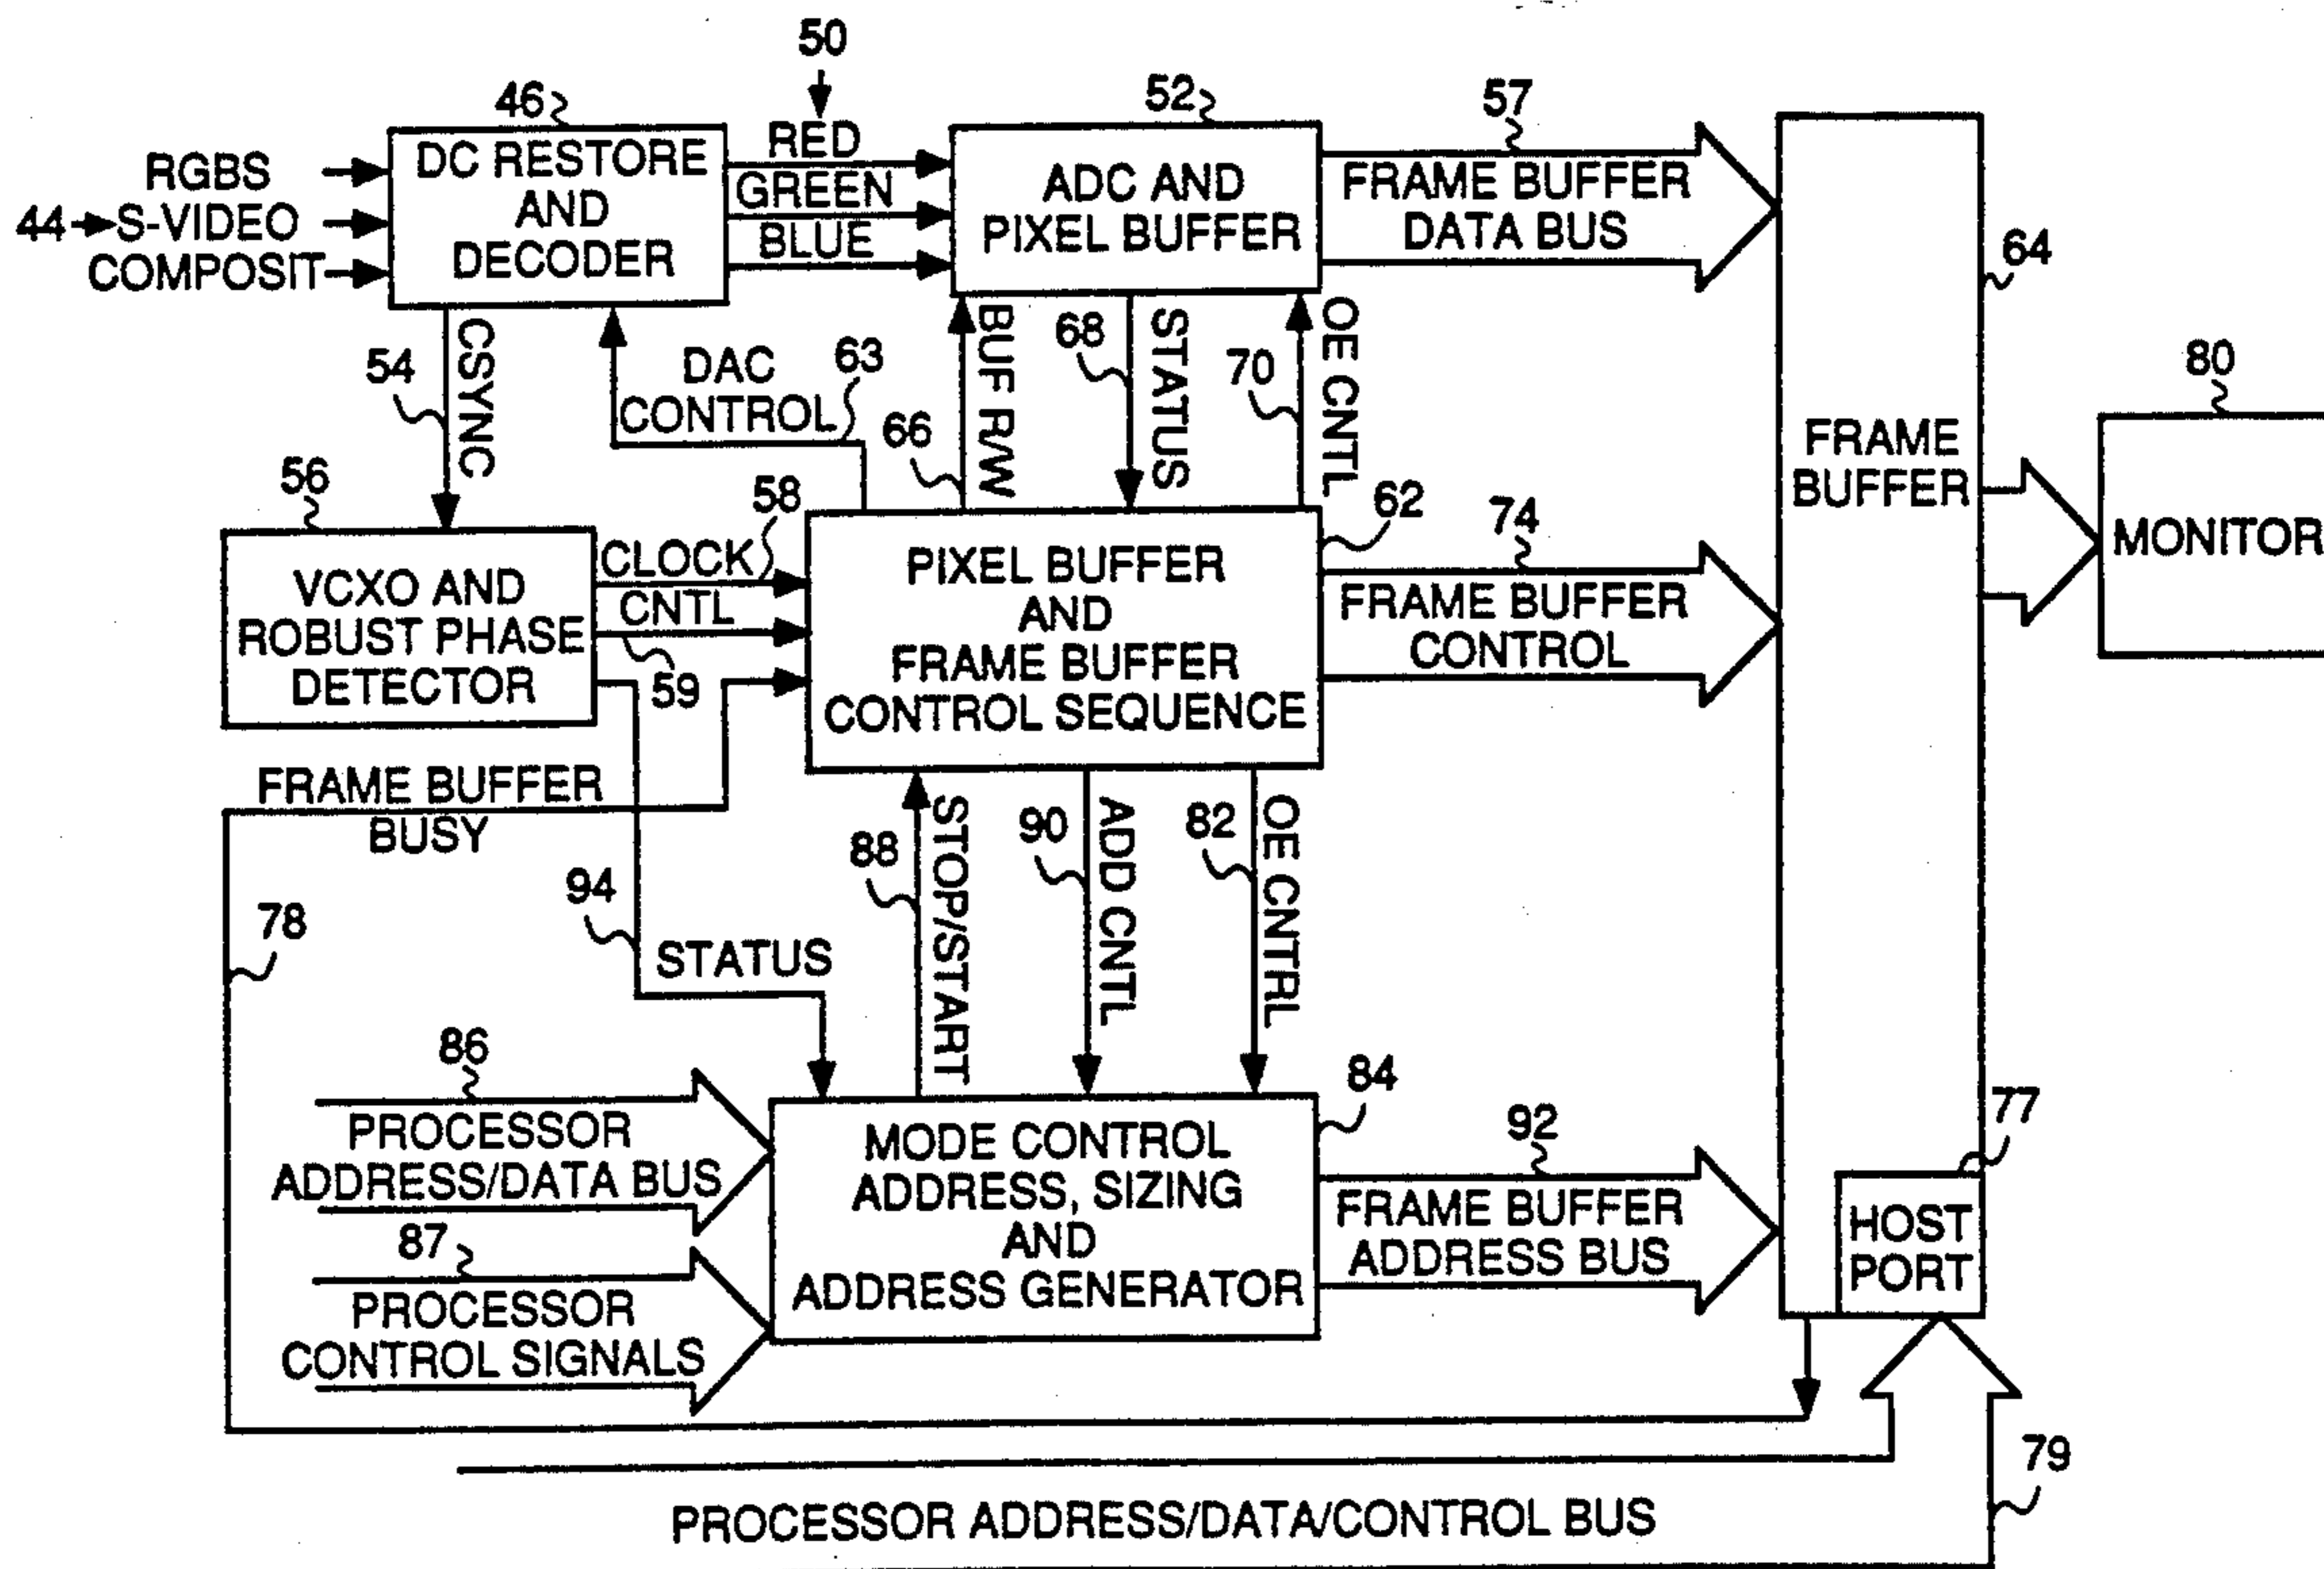 50
46
52
57
RGBS
44 S-VIDEO
COMPOSIT
DC RESTORE
AND
DECODER
RED
GREEN
BLUE
ADC AND
PIXEL BUFFER
FRAME BUFFER
DATA BUS
64
54
CSYNC
DAC
CONTROL
63
66
BUF R/W
68
STATUS
70
OE CNTL
FRAME
BUFFER
80
MONITOR
56
VCXO AND
ROBUST PHASE
DETECTOR
CLOCK
58
CNTL
59
62
PIXEL BUFFER
AND
FRAME BUFFER
CONTROL SEQUENCE
74
FRAME BUFFER
CONTROL
FRAME BUFFER
BUSY
78
94
STATUS
88
STOP/START
90
ADD CNTL
82
OE CNTRL
86
PROCESSOR
ADDRESS/DATA BUS
87
PROCESSOR
CONTROL SIGNALS
84
MODE CONTROL
ADDRESS, SIZING
AND
ADDRESS GENERATOR
92
FRAME BUFFER
ADDRESS BUS
77
HOST
PORT
79
PROCESSOR ADDRESS/DATA/CONTROL BUS